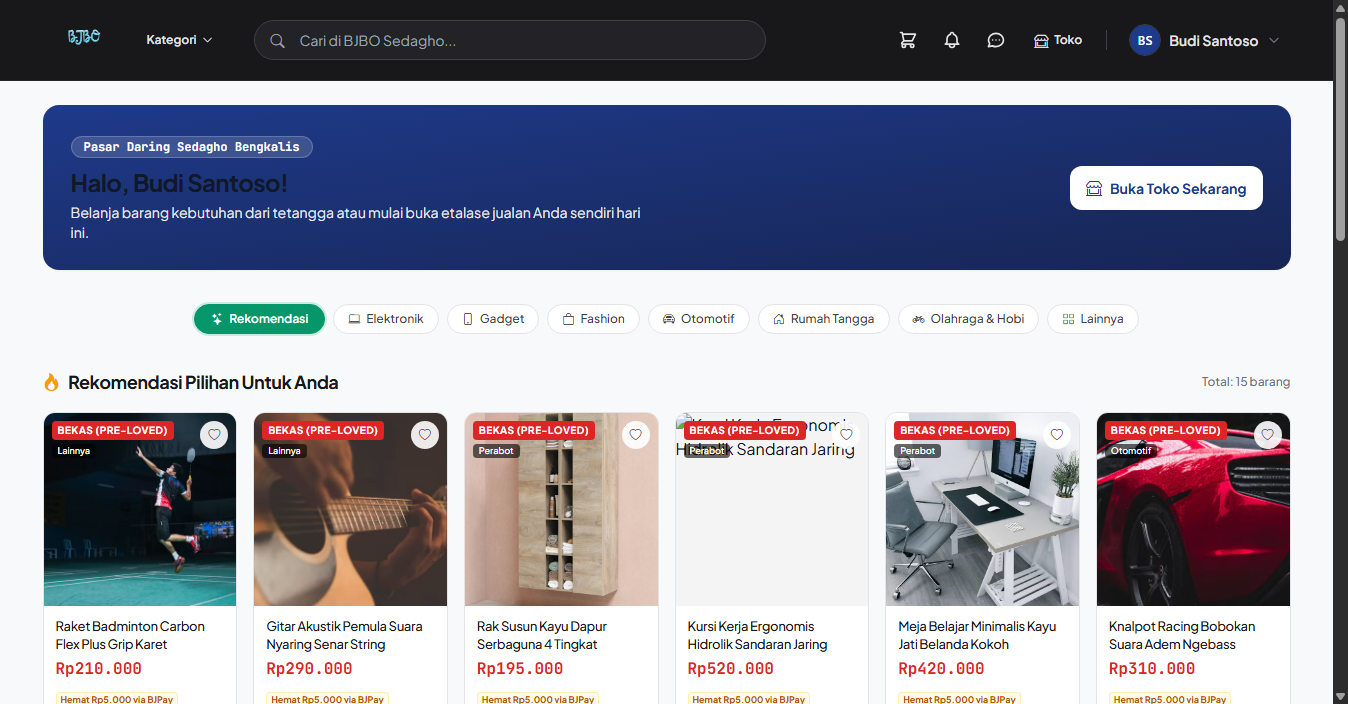 BJBO
Kategori
Cari di BJBO Sedagho...
Toko
BS
Budi Santoso
Pasar Daring Sedagho Bengkalis
Halo, Budi Santoso!
Belanja barang kebutuhan dari tetangga atau mulai buka etalase jualan Anda sendiri hari
ini.
Buka Toko Sekarang
Rekomendasi
Elektronik
Gadget
Fashion
Otomotif
Rumah Tangga
Olahraga & Hobi
Lainnya
Rekomendasi Pilihan Untuk Anda
Total: 15 barang
BEKAS (PRE-LOVED)
Lainnya
Raket Badminton Carbon
Flex Plus Grip Karet
Rp210.000
Hemat Rp5.000 via BJPay
BEKAS (PRE-LOVED)
Lainnya
Gitar Akustik Pemula Suara
Nyaring Senar String
Rp290.000
Hemat Rp5.000 via BJPay
BEKAS (PRE-LOVED)
Perabot
Rak Susun Kayu Dapur
Serbaguna 4 Tingkat
Rp195.000
Hemat Rp5.000 via BJPay
BEKAS (PRE-LOVED)
Perabot
Sandaran Jaring
Kursi Kerja Ergonomis
Hidrolik Sandaran Jaring
Rp520.000
Hemat Rp5.000 via BJPay
BEKAS (PRE-LOVED)
Perabot
Meja Belajar Minimalis Kayu
Jati Belanda Kokoh
Rp420.000
Hemat Rp5.000 via BJPay
BEKAS (PRE-LOVED)
Otomotif
Knalpot Racing Bobokan
Suara Adem Ngebass
Rp310.000
Hemat Rp5.000 via BJPay